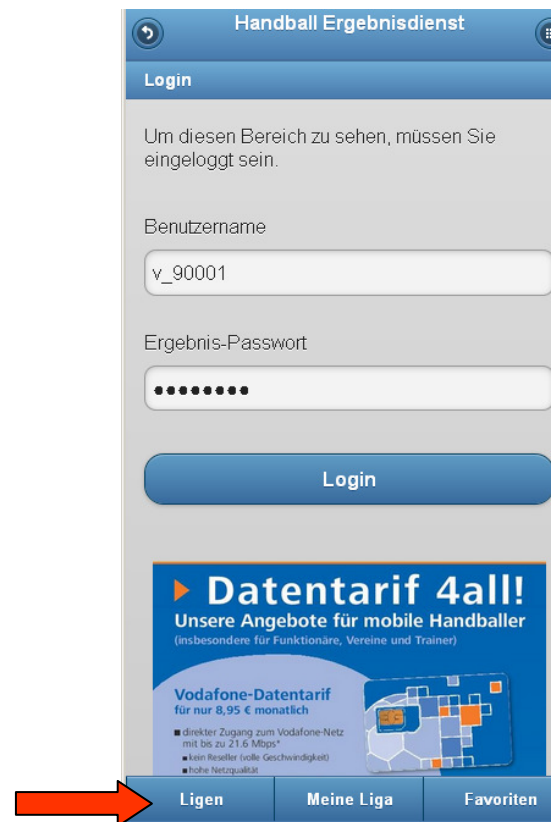 Handball Ergebnisdienst
Login
Um diesen Bereich zu sehen, müssen Sie
eingeloggt sein.
Benutzername
v_90001
Ergebnis-Passwort
••••••••
Login
Datentarif 4all!
Unsere Angebote für mobile Handballer
(insbesondere für Funktionäre, Vereine und Trainer)
Vodafone-Datentarif
für nur 8,95 € monatlich
■ direkter Zugang zum Vodafone-Netz
mit bis zu 21.6 Mbps*
■ kein Reseller (volle Geschwindigkeit)
■ hohe Netzqualität
Ligen Meine Liga Favoriten